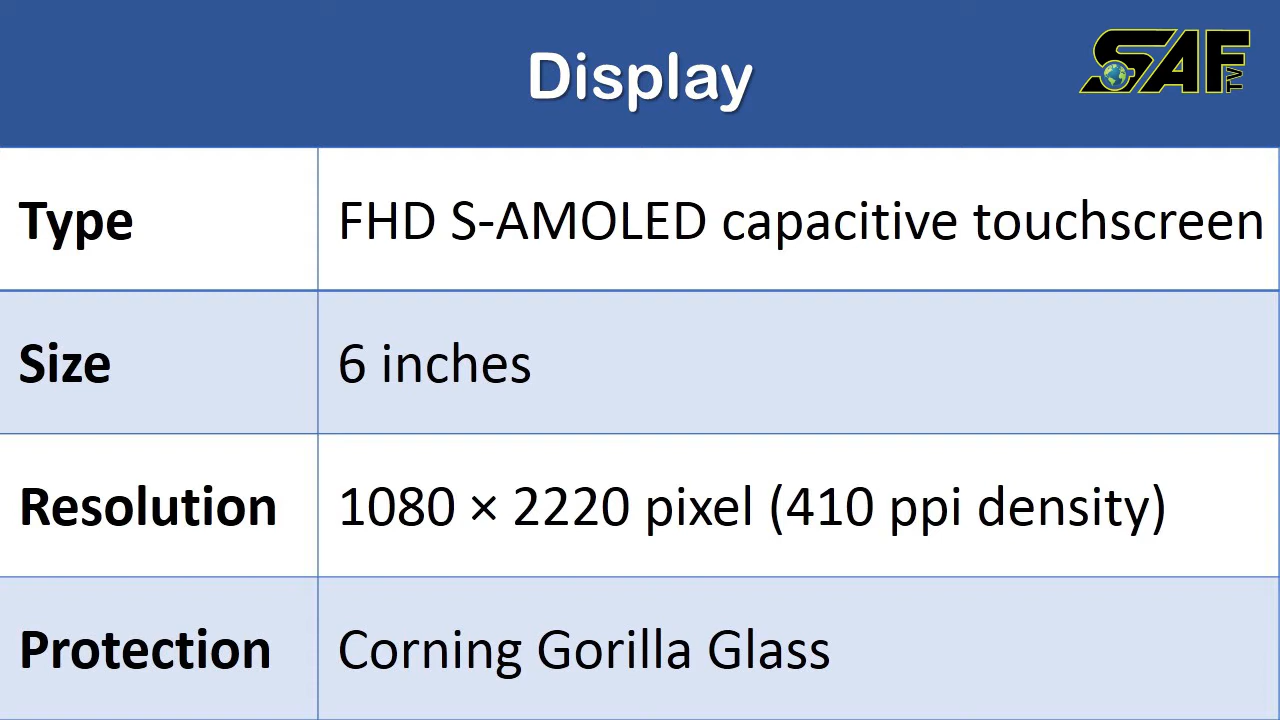 Display
SAF TV
Type
FHD S-AMOLED capacitive touchscreen
Size
6 inches
Resolution
1080 × 2220 pixel (410 ppi density)
Protection
Corning Gorilla Glass